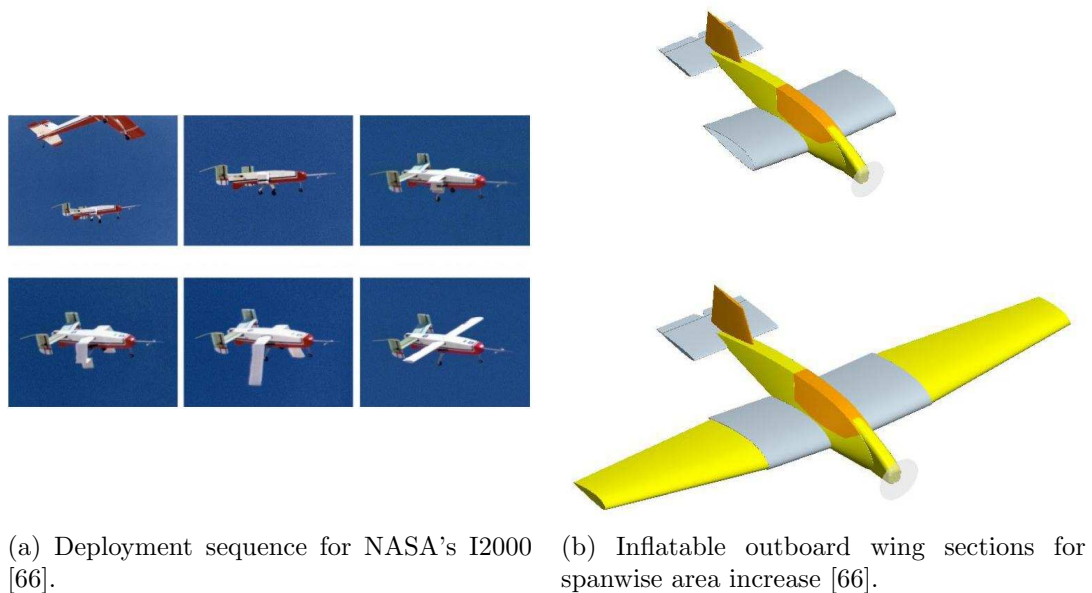 (a) Deployment sequence for NASA's I2000
[66].
(b) Inflatable outboard wing sections for
spanwise area increase [66].